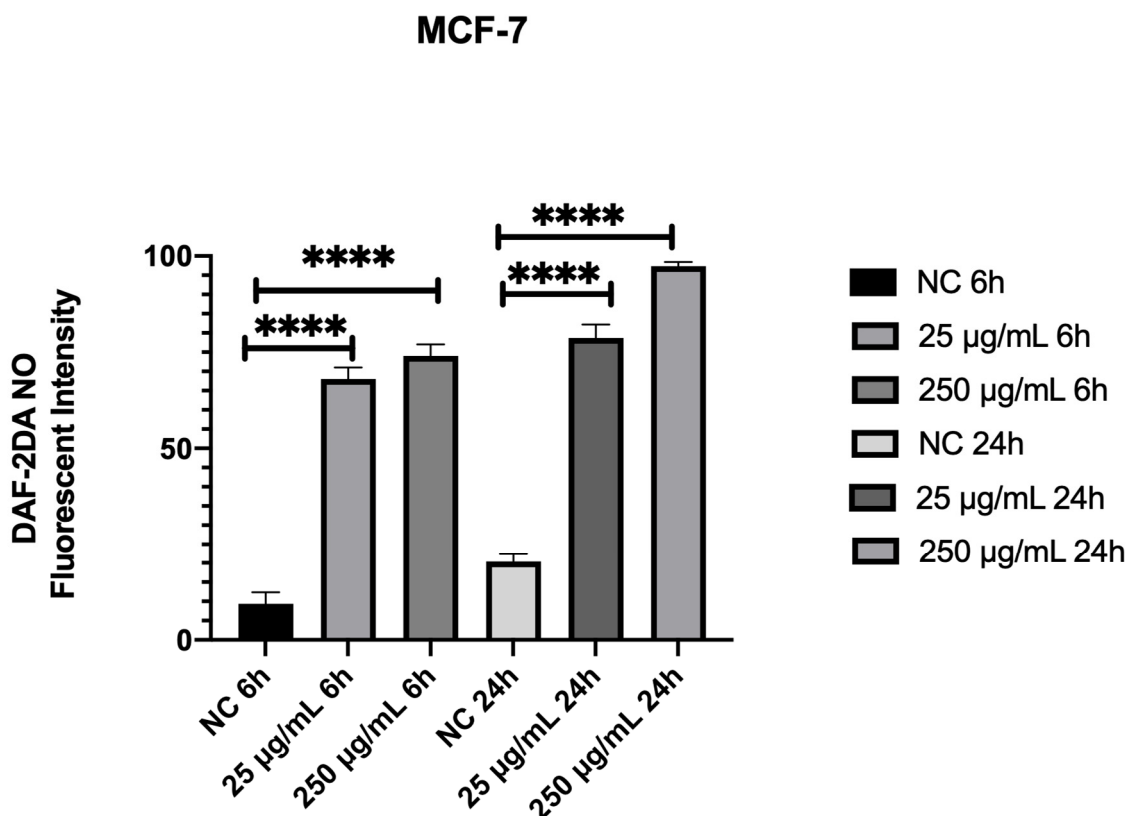 MCF-7
DAF-2DA NO
Fluorescent Intensity
100
50
0
****
****
****
****
NC 6h
25 µg/mL 6h
250 µg/mL 6h
NC 24h
25 µg/mL 24h
250 µg/mL 24h
NC 6h
25 µg/mL 6h
250 µg/mL 6h
NC 24h
25 µg/mL 24h
250 µg/mL 24h